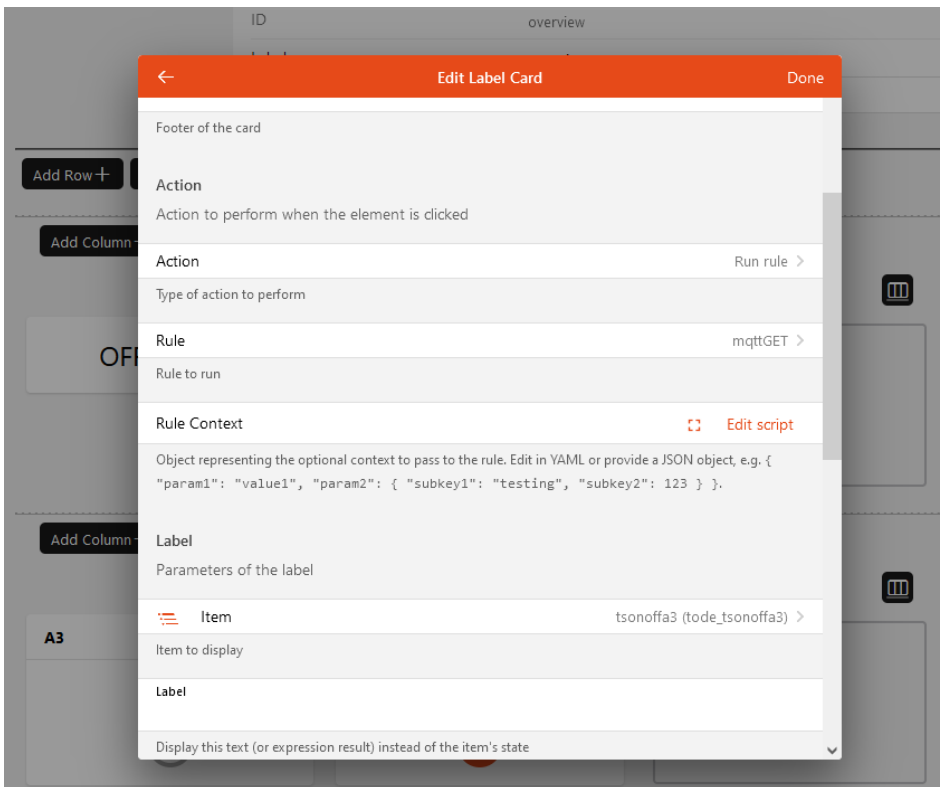 ID
overview
Edit Label Card
Done
Footer of the card
Add Row
Action
Action to perform when the element is clicked
Add Column
Action
Run rule
Type of action to perform
Rule
mqttGET
OFF
Rule to run
Rule Context
Edit script
Object representing the optional context to pass to the rule. Edit in YAML or provide a JSON object, e.g. {
"param1": "value1", "param2": { "subkey1": "testing", "subkey2": 123 } }.
Add Column
Label
Parameters of the label
Item
tsonoffa3 (tode_tsonoffa3)
A3
Item to display
Label
Display this text (or expression result) instead of the item's state